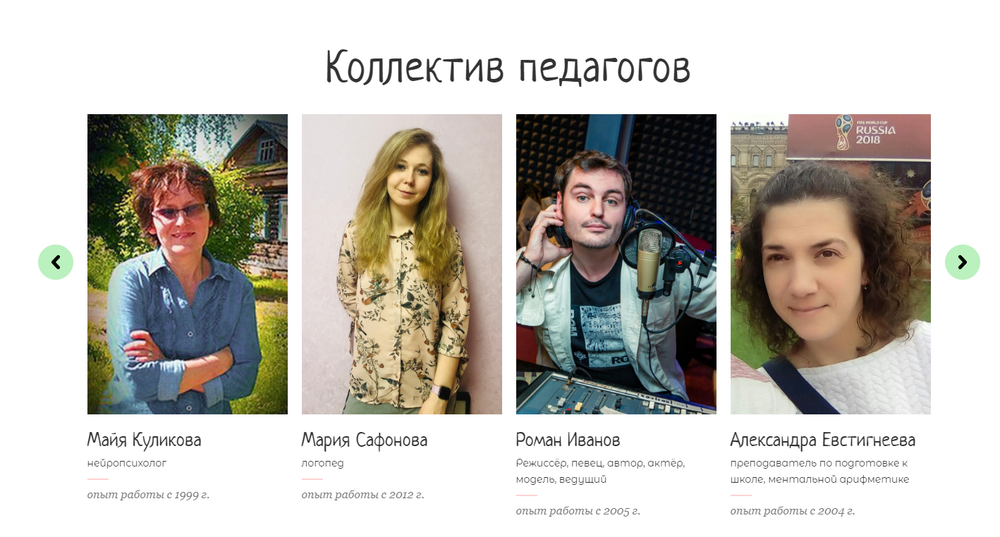 Коллектив педагогов
FIFA WORLD CUP
RUSSIA
2018
Майя Куликова
нейропсихолог
опыт работы с 1999 г.
Мария Сафонова
логопед
опыт работы с 2012 г.
Роман Иванов
Режиссёр, певец, автор, актёр,
модель, ведущий
опыт работы с 2005 г.
Александра Евстигнеева
преподаватель по подготовке к
школе, ментальной арифметике
опыт работы с 2004 г.